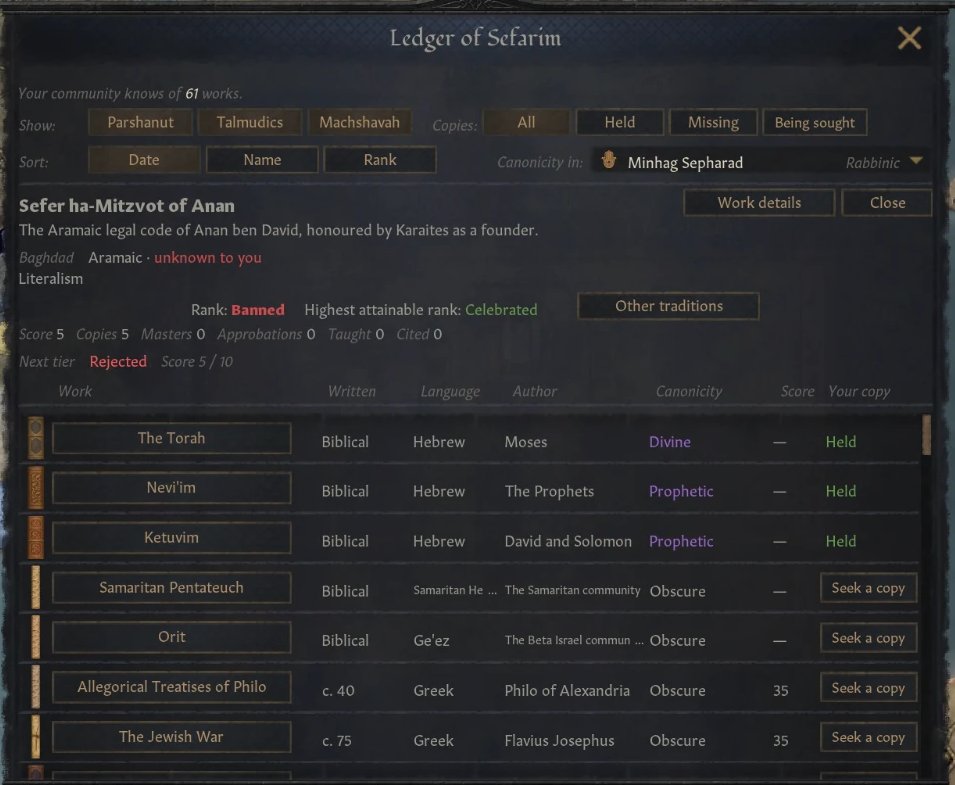 Ledger of Sefarim
Your community knows of 61 works.
Show: Parshanut Talmudics Machshavah Copies: All Held Missing Being sought
Sort: Date Name Rank Canonicity in: Minhag Sepharad Rabbinic
Sefer ha-Mitzvot of Anan Work details Close
The Aramaic legal code of Anan ben David, honoured by Karaites as a founder.
Baghdad Aramaic · unknown to you
Literalism
Rank: Banned Highest attainable rank: Celebrated Other traditions
Score 5 Copies 5 Masters 0 Approbations 0 Taught 0 Cited 0
Next tier Rejected Score 5 / 10
Work Written Language Author Canonicity Score Your copy
The Torah Biblical Hebrew Moses Divine — Held
Nevi'im Biblical Hebrew The Prophets Prophetic — Held
Ketuvim Biblical Hebrew David and Solomon Prophetic — Held
Samaritan Pentateuch Biblical Samaritan He ... The Samaritan community Obscure — Seek a copy
Orit Biblical Ge'ez The Beta Israel commun ... Obscure — Seek a copy
Allegorical Treatises of Philo c. 40 Greek Philo of Alexandria Obscure 35 Seek a copy
The Jewish War c. 75 Greek Flavius Josephus Obscure 35 Seek a copy